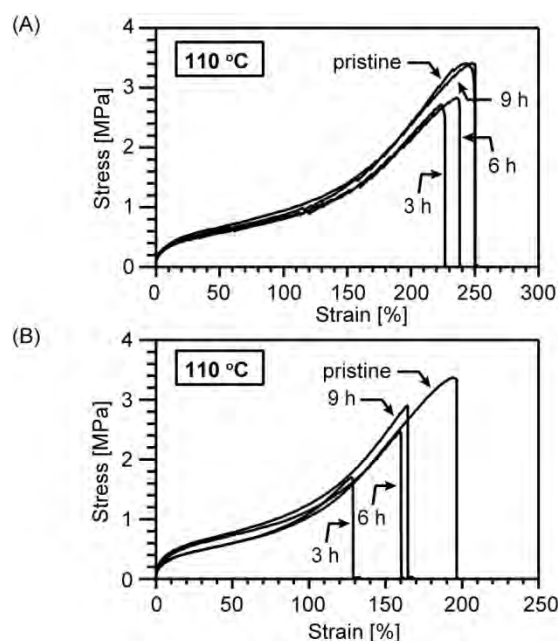 (A)
110 °C
pristine
9 h
6 h
3 h
Stress [MPa]
4
3
2
1
0
0 50 100 150 200 250 300
Strain [%]
(B)
110 °C
pristine
9 h
6 h
3 h
Stress [MPa]
4
3
2
1
0
0 50 100 150 200 250
Strain [%]